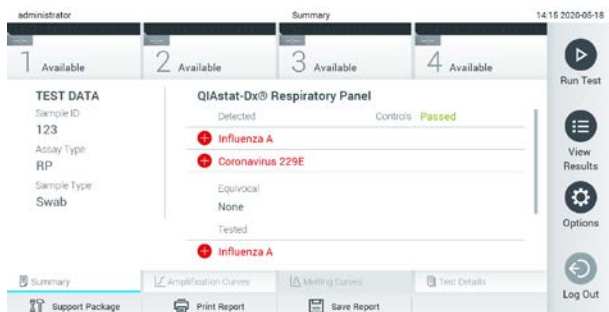 administrator Summary 14:15 2020-05-18
1 Available 2 Available 3 Available 4 Available
Run Test
TEST DATA
Sample ID
123
Assay Type
RP
Sample Type
Swab
QIAstat-Dx® Respiratory Panel
Detected Controls Passed
Influenza A
Coronavirus 229E
Equivocal
None
Tested
Influenza A
View
Results
Options
Log Out
Summary Amplification Curves Melting Curves Test Details
Support Package Print Report Save Report